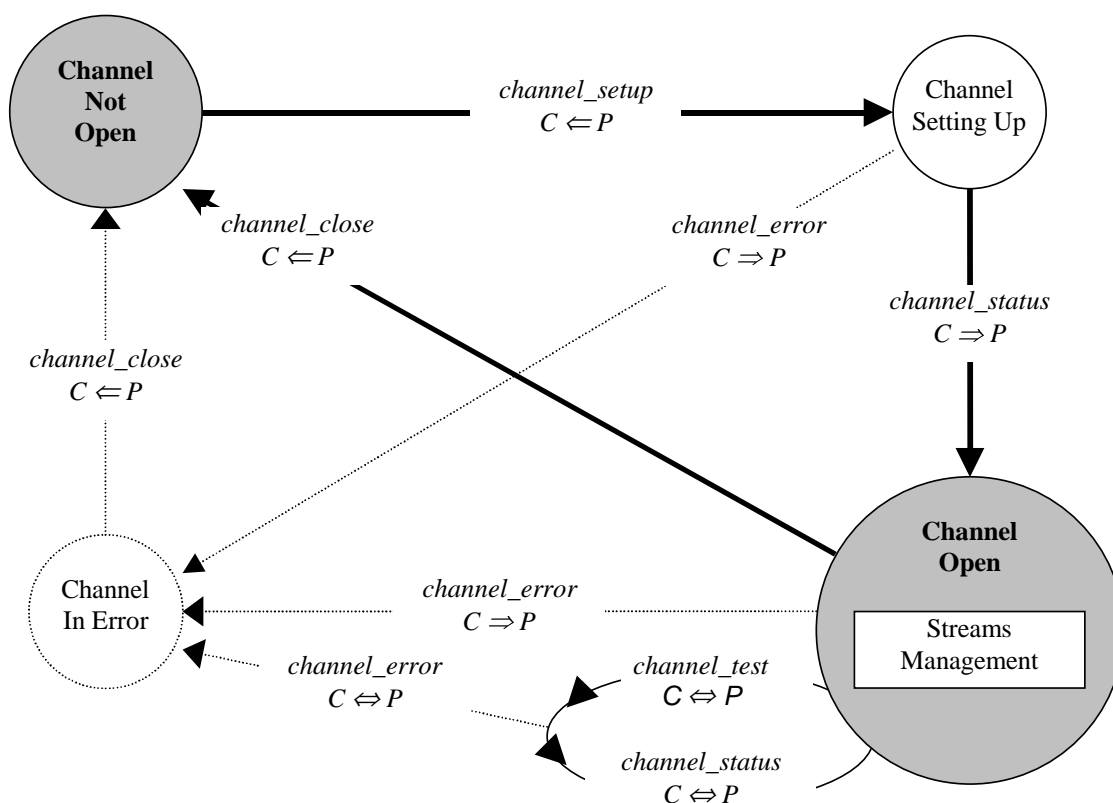 Channel
Not
Open
channel_setup
C ⇐ P
Channel
Setting Up
channel_close
C ⇐ P
channel_error
C ⇒ P
channel_status
C ⇒ P
channel_close
C ⇐ P
Channel
In Error
channel_error
C ⇒ P
channel_error
C ⇔ P
channel_test
C ⇔ P
channel_status
C ⇔ P
Channel
Open
Streams
Management